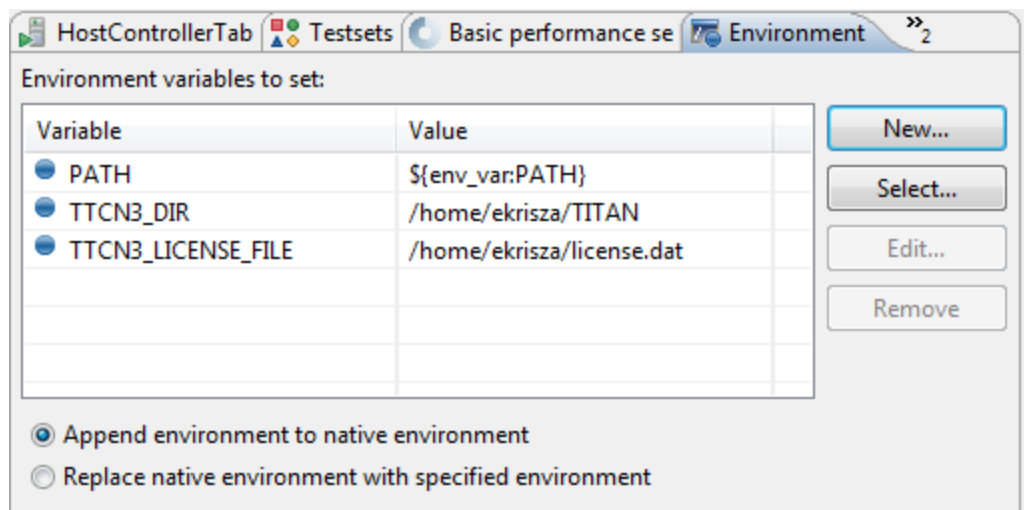 HostControllerTab Testsets Basic performance se Environment »2
Environment variables to set:
Variable Value
PATH ${env_var:PATH}
TTCN3_DIR /home/ekrisza/TITAN
TTCN3_LICENSE_FILE /home/ekrisza/license.dat
New...
Select...
Edit...
Remove
Append environment to native environment
Replace native environment with specified environment